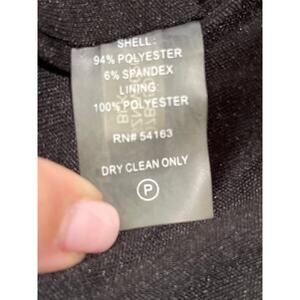 SHELL:
94% POLYESTER
6% SPANDEX
LINING:
100% POLYESTER
RN# 54163
DRY CLEAN ONLY
P